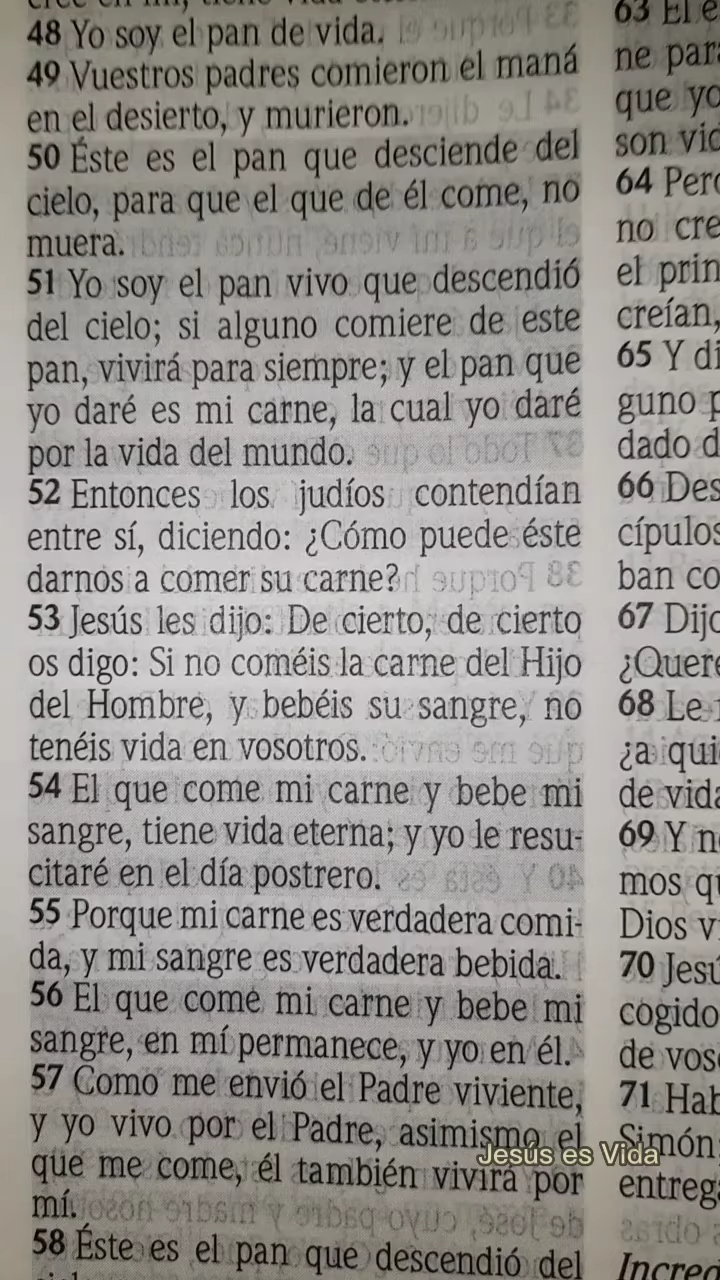 48 Yo soy el pan de vida.
49 Vuestros padres comieron el maná
en el desierto, y murieron.
50 Éste es el pan que desciende del
cielo, para que el que de él come, no
muera.
51 Yo soy el pan vivo que descendió
del cielo; si alguno comiere de este
pan, vivirá para siempre; y el pan que
yo daré es mi carne, la cual yo daré
por la vida del mundo.
52 Entonces los judíos contendían
entre sí, diciendo: ¿Cómo puede éste
darnos a comer su carne?
53 Jesús les dijo: De cierto, de cierto
os digo: Si no coméis la carne del Hijo
del Hombre, y bebéis su sangre, no
tenéis vida en vosotros.
54 El que come mi carne y bebe mi
sangre, tiene vida eterna; y yo le resu-
citaré en el día postrero.
55 Porque mi carne es verdadera comi-
da, y mi sangre es verdadera bebida.
56 El que come mi carne y bebe mi
sangre, en mí permanece, y yo en él.
57 Como me envió el Padre viviente,
y yo vivo por el Padre, asimismo el
que me come, él también vivirá por
mí.
58 Éste es el pan que descendió del
63 El e
ne par
que yo
son vid
64 Pero
no cre
el prin
creían,
65 Y di
guno p
dado d
66 Des
cípulos
ban co
67 Dijo
¿Quere
68 Le
¿a qui
de vida
69 Y n
mos qu
Dios v
70 Jesú
cogido
de vos
71 Hab
Simón
entreg
Incred
Jesús es Vida